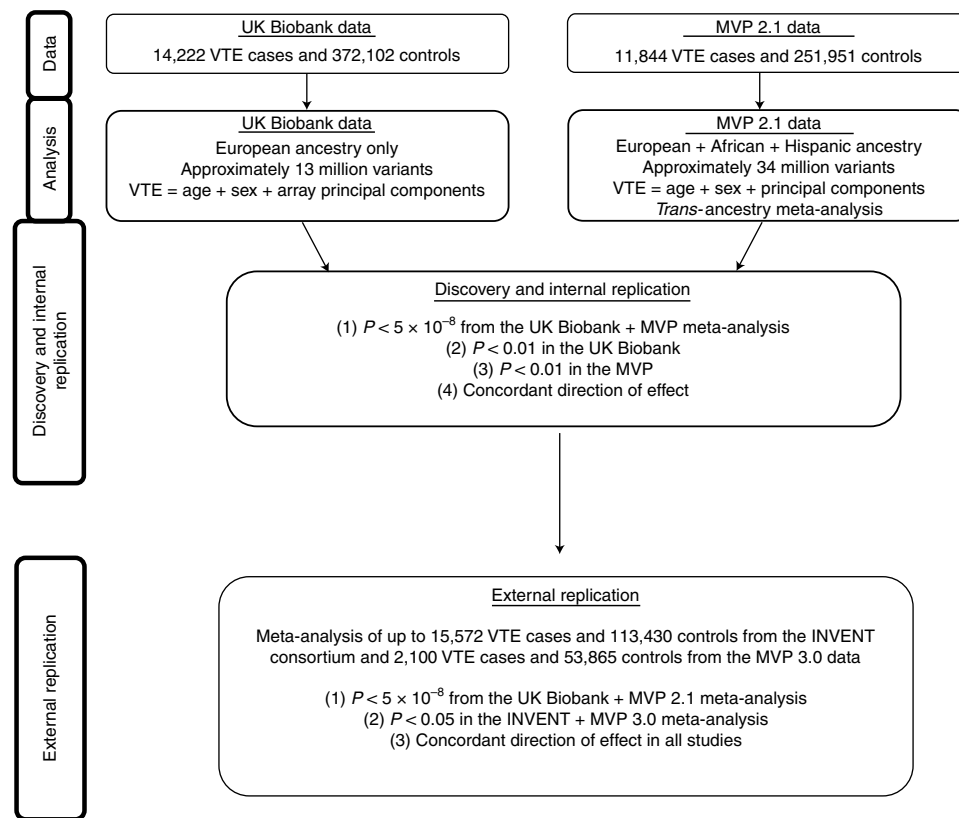 Data
UK Biobank data
14,222 VTE cases and 372,102 controls
MVP 2.1 data
11,844 VTE cases and 251,951 controls
Analysis
UK Biobank data
European ancestry only
Approximately 13 million variants
VTE = age + sex + array principal components
MVP 2.1 data
European + African + Hispanic ancestry
Approximately 34 million variants
VTE = age + sex + principal components
Trans-ancestry meta-analysis
Discovery and internal
replication
Discovery and internal replication
(1) P < 5 × 10⁻⁸ from the UK Biobank + MVP meta-analysis
(2) P < 0.01 in the UK Biobank
(3) P < 0.01 in the MVP
(4) Concordant direction of effect
External replication
External replication
Meta-analysis of up to 15,572 VTE cases and 113,430 controls from the INVENT
consortium and 2,100 VTE cases and 53,865 controls from the MVP 3.0 data
(1) P < 5 × 10⁻⁸ from the UK Biobank + MVP 2.1 meta-analysis
(2) P < 0.05 in the INVENT + MVP 3.0 meta-analysis
(3) Concordant direction of effect in all studies